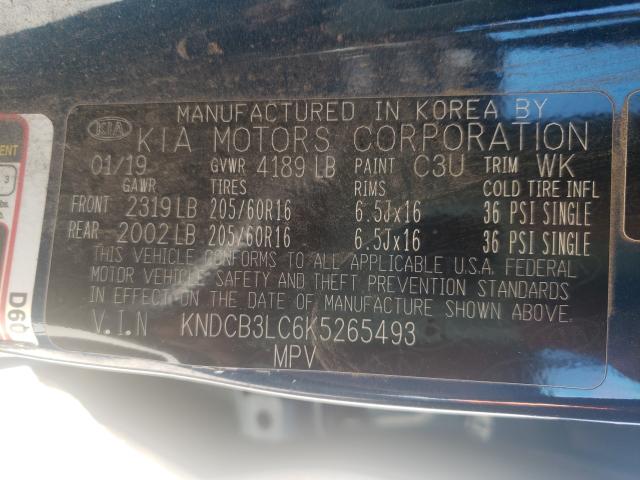 MANUFACTURED IN KOREA BY
KIA KIA MOTORS CORPORATION
01/19 GVWR 4189 LB PAINT C3U TRIM WK
GAWR TIRES RIMS COLD TIRE INFL
FRONT 2319 LB 205/60R16 6.5Jx16 36 PSI SINGLE
REAR 2002 LB 205/60R16 6.5Jx16 36 PSI SINGLE
THIS VEHICLE CONFORMS TO ALL APPLICABLE U.S.A. FEDERAL
MOTOR VEHICLE SAFETY AND THEFT PREVENTION STANDARDS
IN EFFECT ON THE DATE OF MANUFACTURE SHOWN ABOVE.
V.I.N KNDCB3LC6K5265493
MPV
3